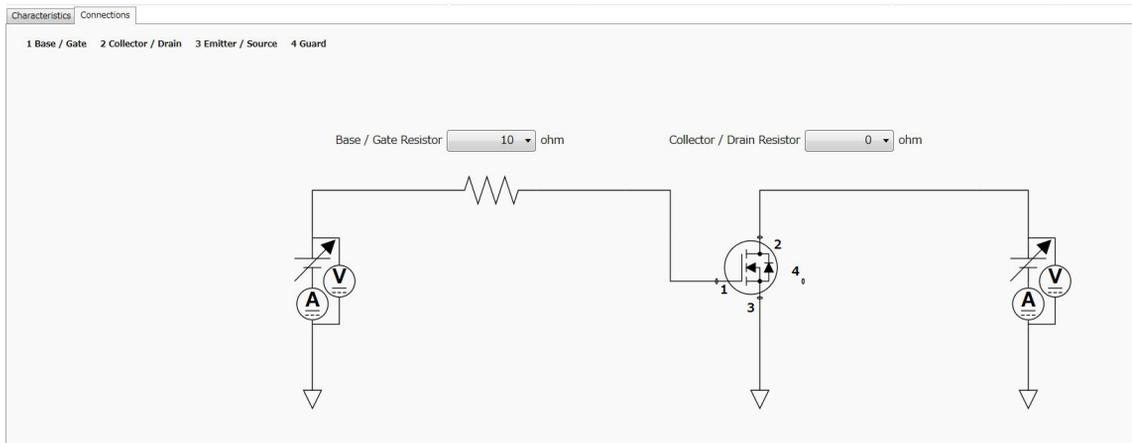 Characteristics Connections
1 Base / Gate 2 Collector / Drain 3 Emitter / Source 4 Guard
Base / Gate Resistor 10 ohm Collector / Drain Resistor 0 ohm
2
V 4 V
1
A 3 A